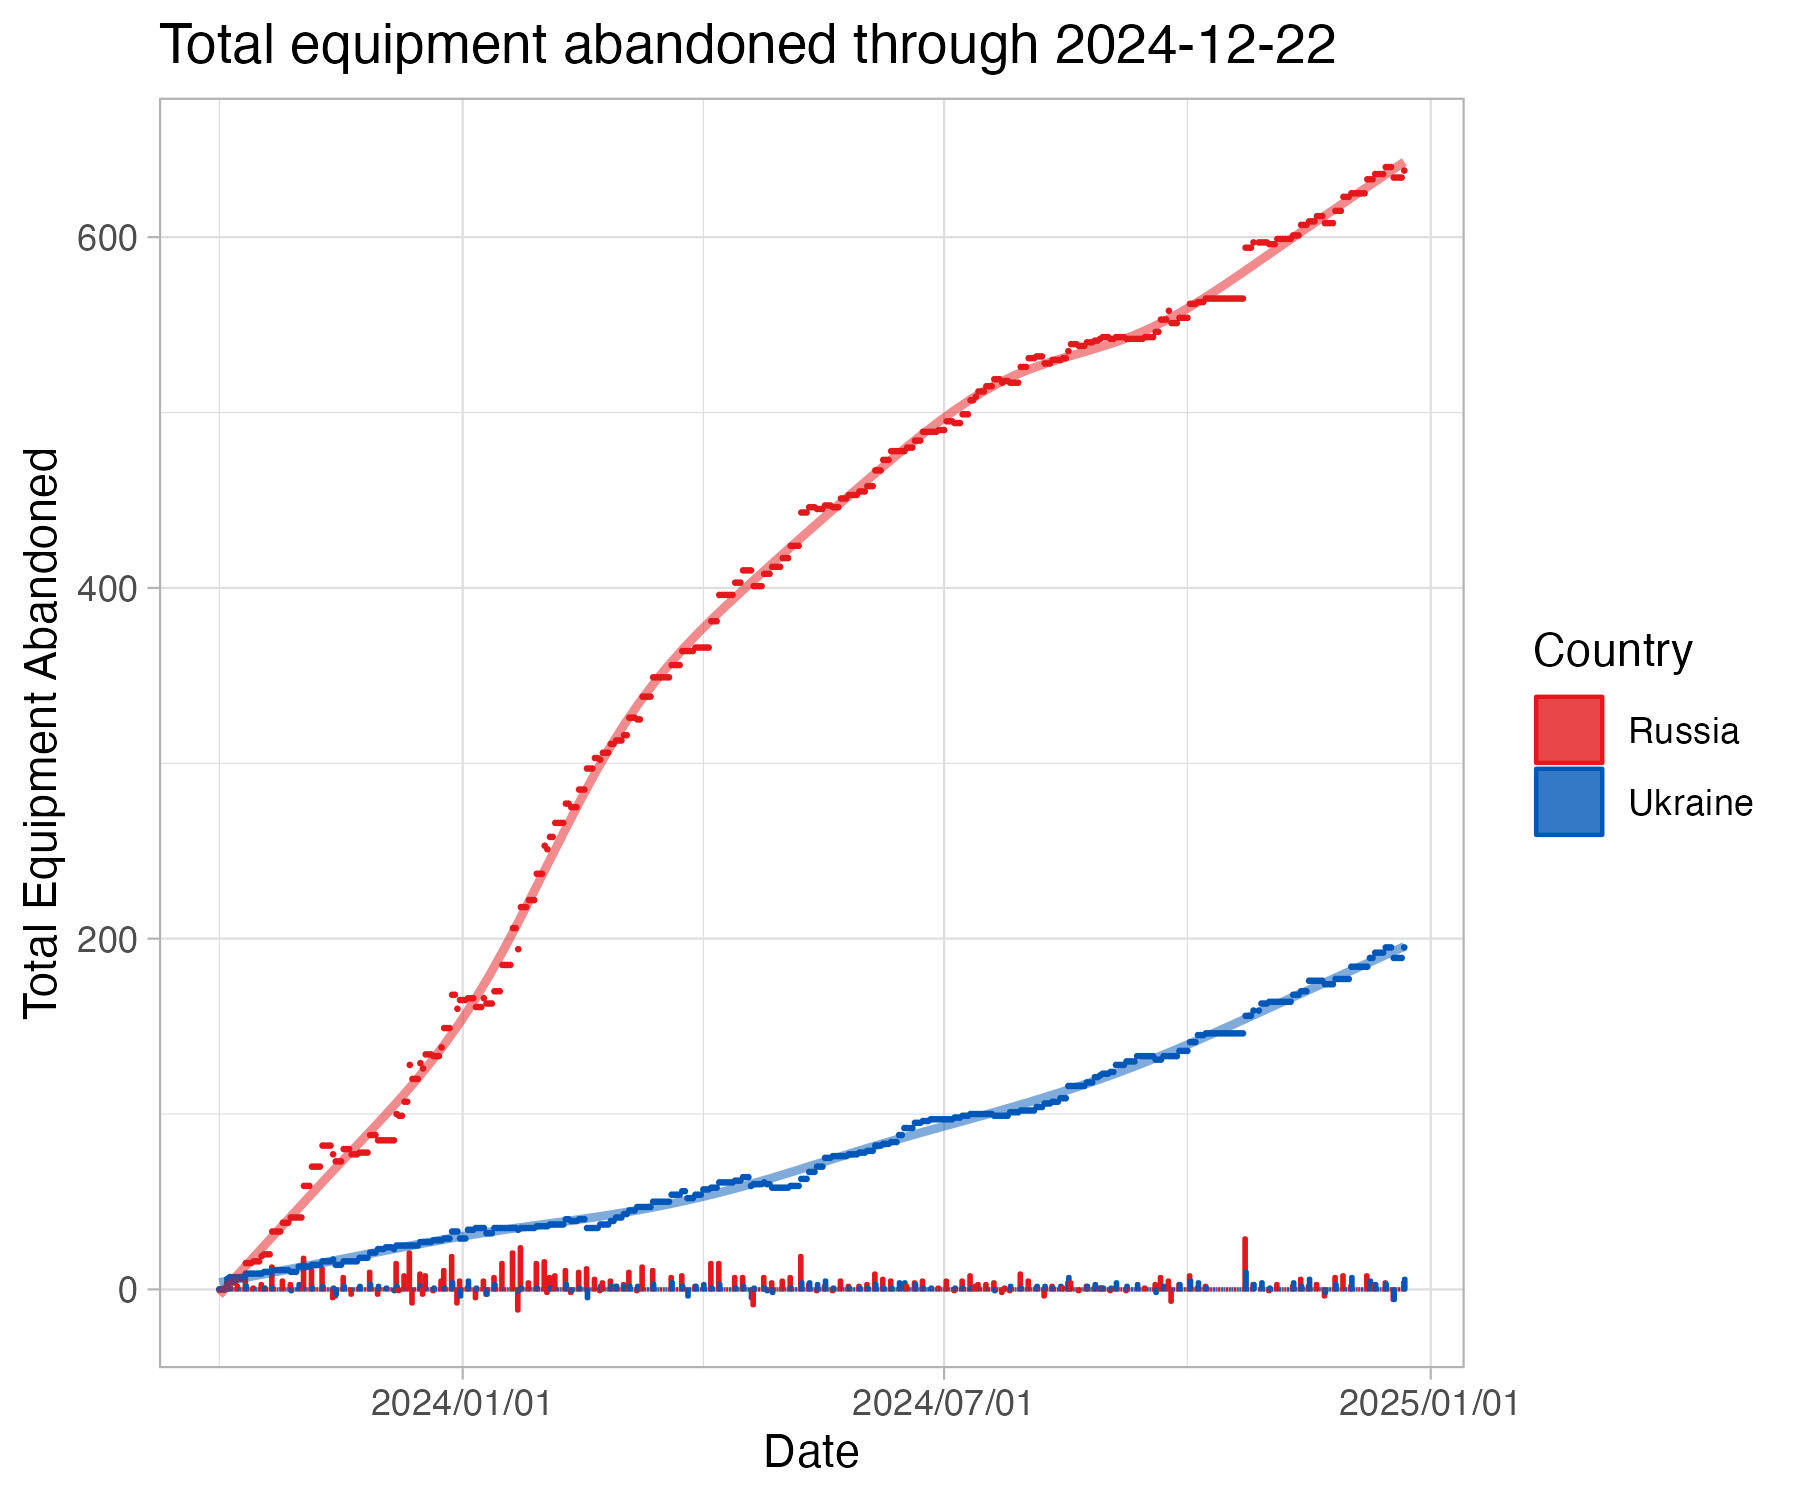 Total equipment abandoned through 2024-12-22
Total Equipment Abandoned
600
400
200
0
2024/01/01
2024/07/01
2025/01/01
Date
Country
Russia
Ukraine